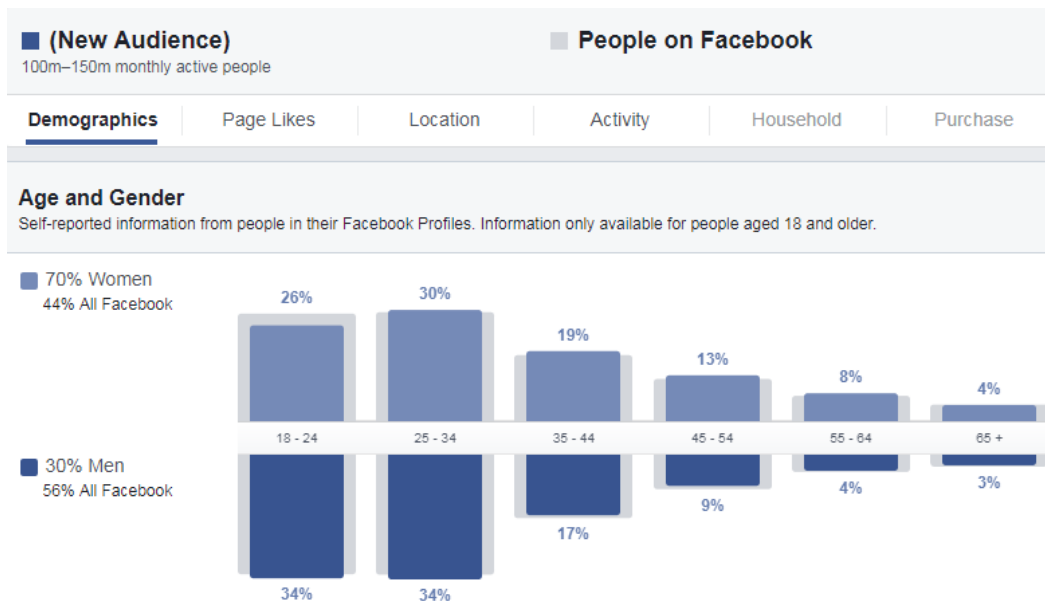 (New Audience)
100m–150m monthly active people
People on Facebook
Demographics
Page Likes
Location
Activity
Household
Purchase
Age and Gender
Self-reported information from people in their Facebook Profiles. Information only available for people aged 18 and older.
70% Women
44% All Facebook
26%
30%
19%
13%
8%
4%
18 - 24
25 - 34
35 - 44
45 - 54
55 - 64
65 +
30% Men
56% All Facebook
34%
34%
17%
9%
4%
3%